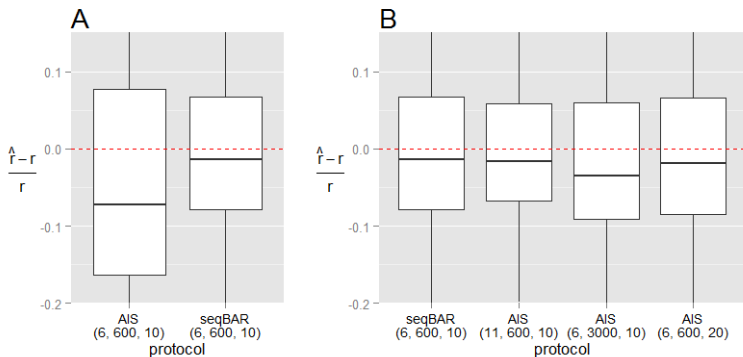 A
0.1
0.0
-0.1
-0.2
r̂ – r
r
AIS
(6, 600, 10)
seqBAR
(6, 600, 10)
protocol
B
0.1
0.0
-0.1
-0.2
r̂ – r
r
seqBAR
(6, 600, 10)
AIS
(11, 600, 10)
AIS
(6, 3000, 10)
AIS
(6, 600, 20)
protocol